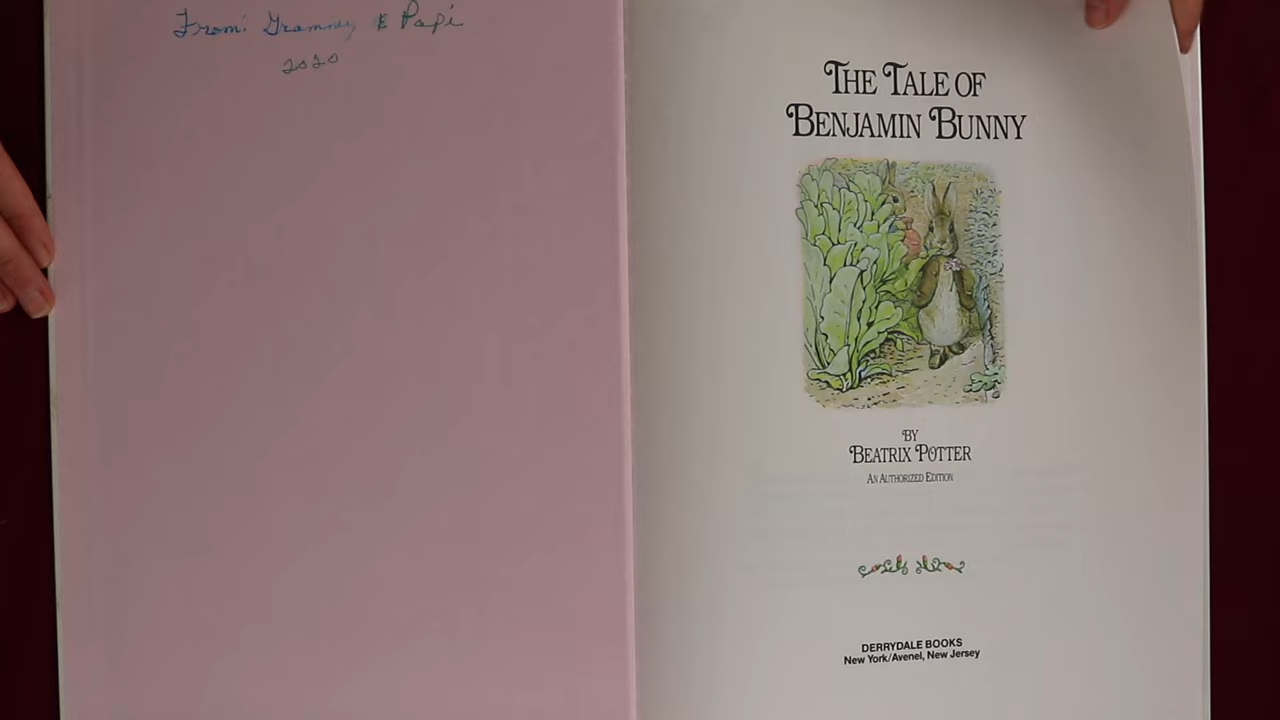 From: Grammy & Papi
2020
THE TALE OF
BENJAMIN BUNNY
BY
BEATRIX POTTER
AN AUTHORIZED EDITION
DERRYDALE BOOKS
New York/Avenel, New Jersey